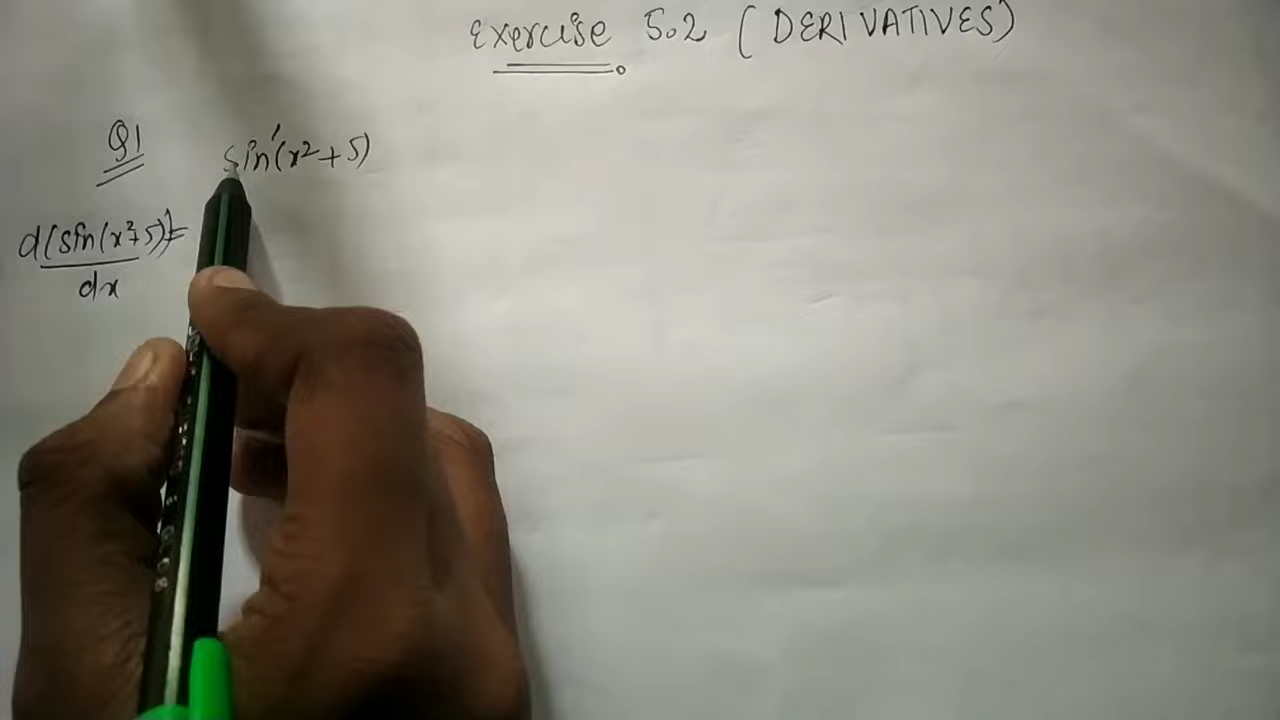 Exercise 5.2 (DERIVATIVES)
Q1 sin'(x²+5)
d(sin(x²+5))'=
dx